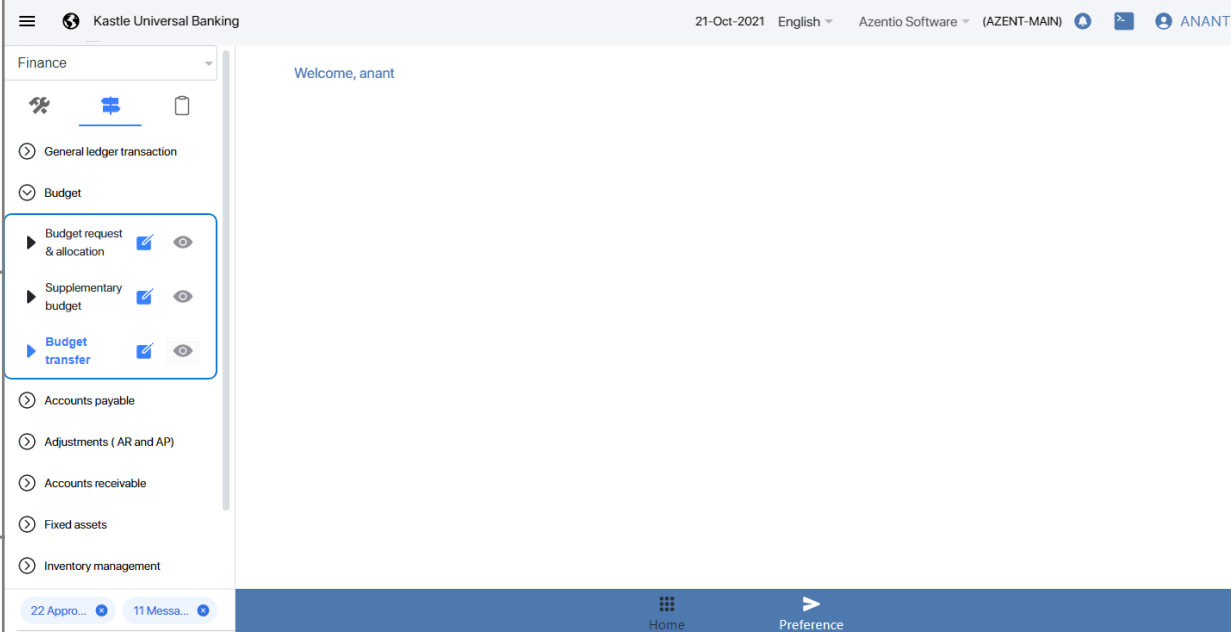 Kastle Universal Banking
21-Oct-2021 English Azentio Software (AZENT-MAIN) ANANT
Finance
Welcome, anant
General ledger transaction
Budget
Budget request
& allocation
Supplementary
budget
Budget
transfer
Accounts payable
Adjustments ( AR and AP)
Accounts receivable
Fixed assets
Inventory management
22 Appro... 11 Messa...
Home
Preference